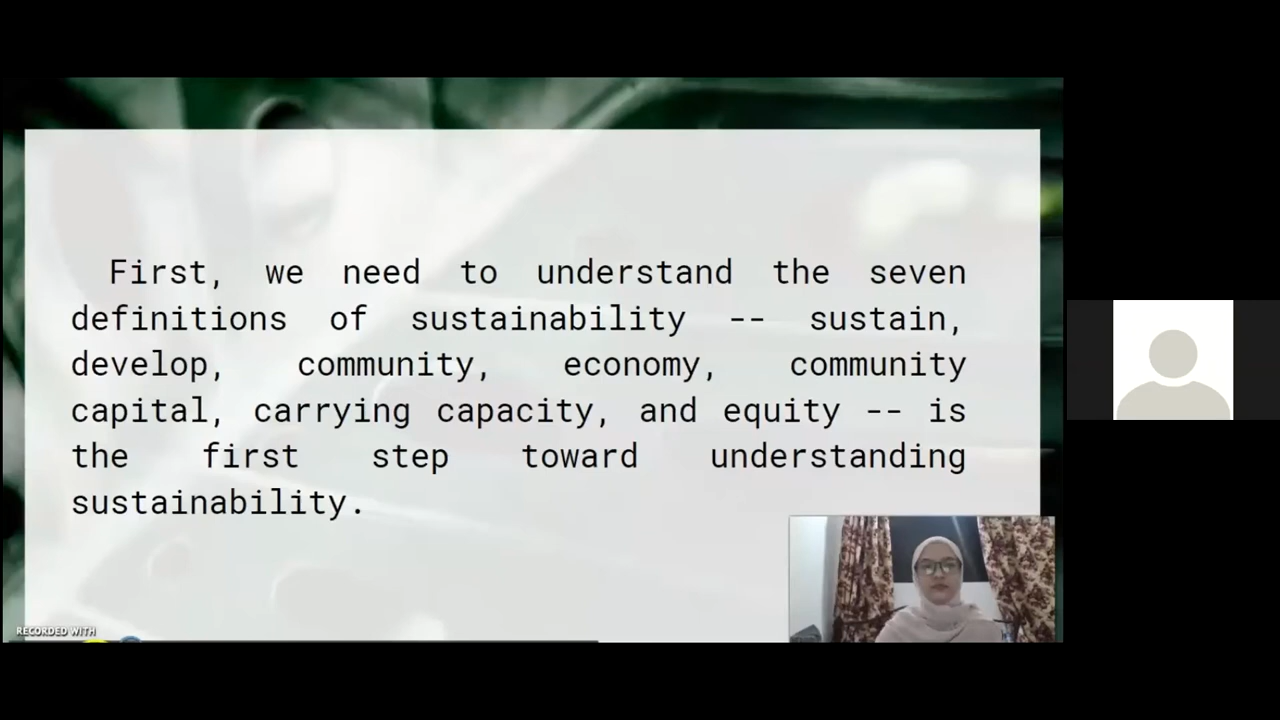 First, we need to understand the seven
definitions of sustainability -- sustain,
develop, community, economy, community
capital, carrying capacity, and equity -- is
the first step toward understanding
sustainability.
RECORDED WITH